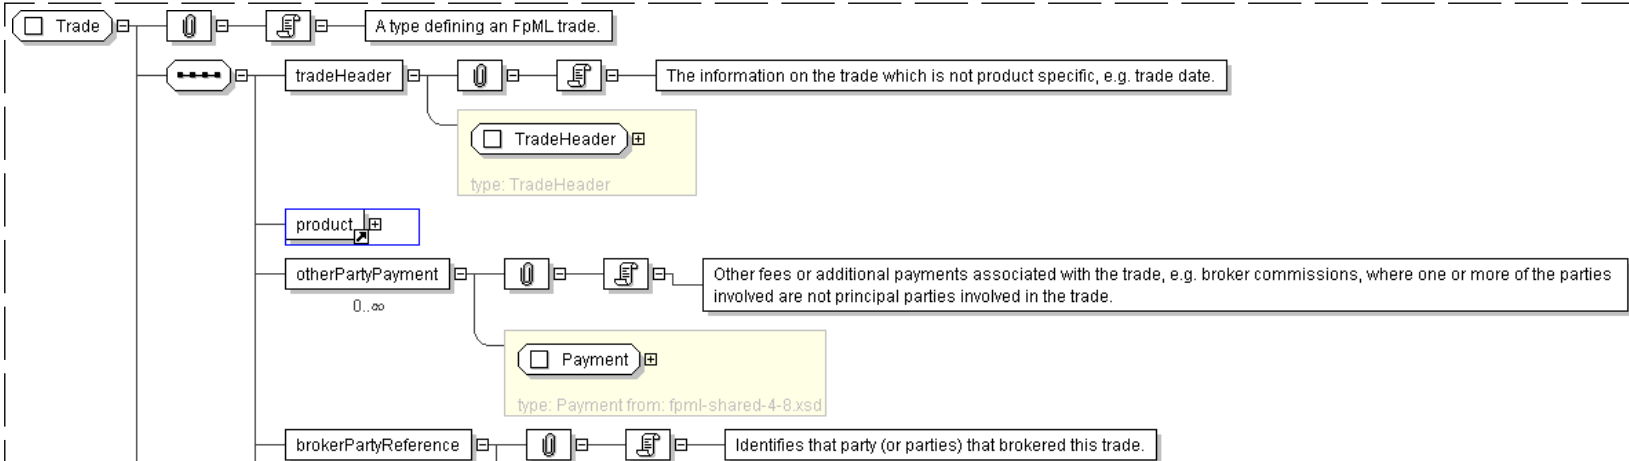 Trade
A type defining an FpML trade.
tradeHeader
The information on the trade which is not product specific, e.g. trade date.
TradeHeader
type: TradeHeader
product
otherPartyPayment
0..∞
Other fees or additional payments associated with the trade, e.g. broker commissions, where one or more of the parties
involved are not principal parties involved in the trade.
Payment
type: Payment from: fpml-shared-4-8.xsd
brokerPartyReference
Identifies that party (or parties) that brokered this trade.